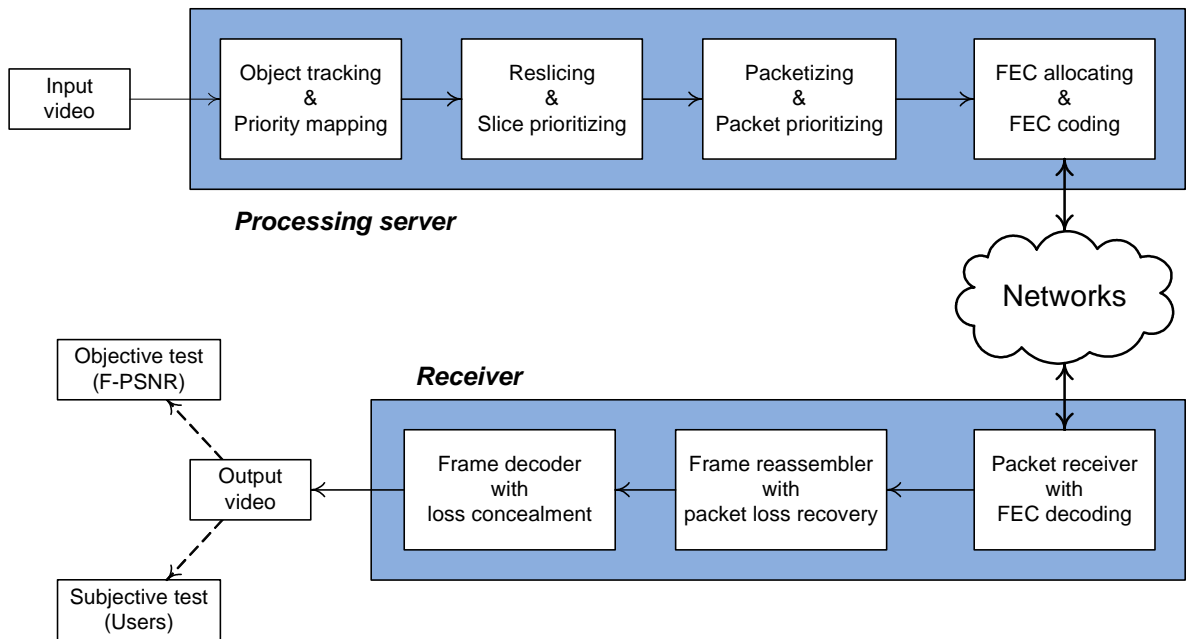 Input
video
Object tracking
&
Priority mapping
Reslicing
&
Slice prioritizing
Packetizing
&
Packet prioritizing
FEC allocating
&
FEC coding
Processing server
Networks
Objective test
(F-PSNR)
Receiver
Output
video
Frame decoder
with
loss concealment
Frame reassembler
with
packet loss recovery
Packet receiver
with
FEC decoding
Subjective test
(Users)